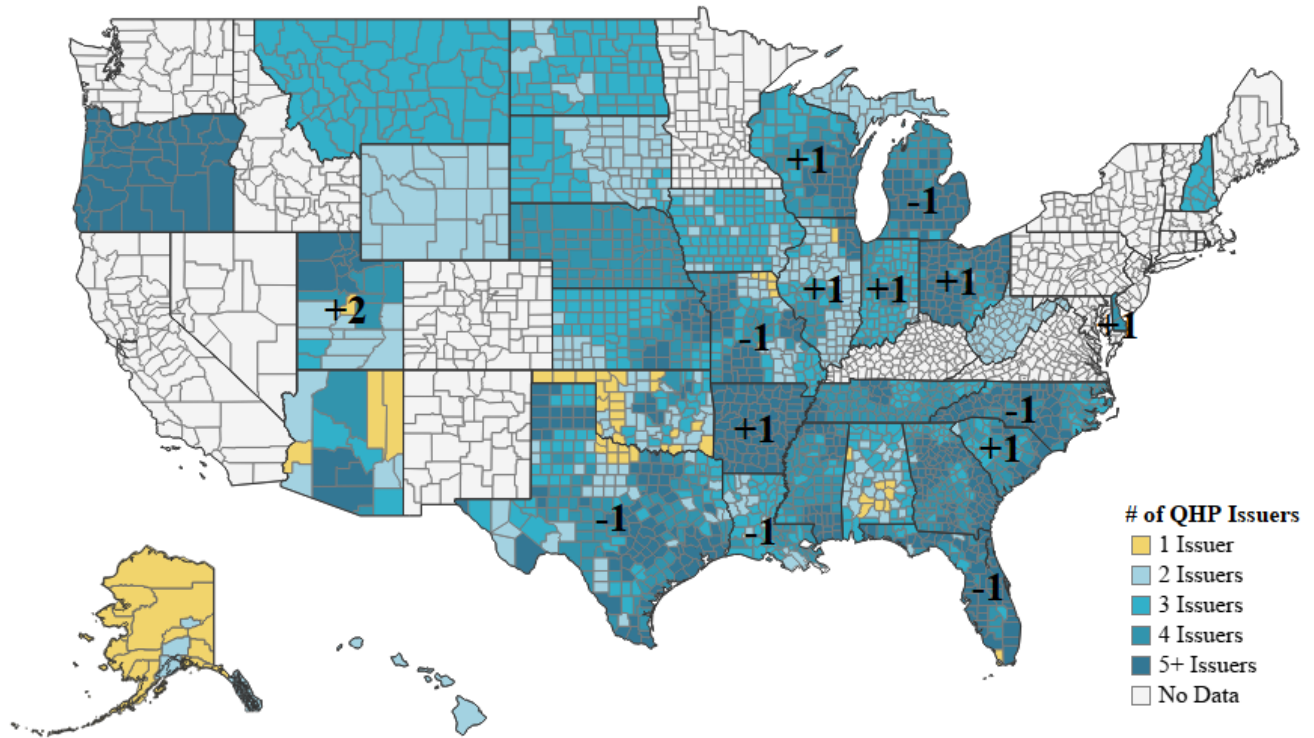 +1
-1
+2
+1
+1
+1
+1
-1
+1
-1
+1
-1
-1
-1
# of QHP Issuers
1 Issuer
2 Issuers
3 Issuers
4 Issuers
5+ Issuers
No Data